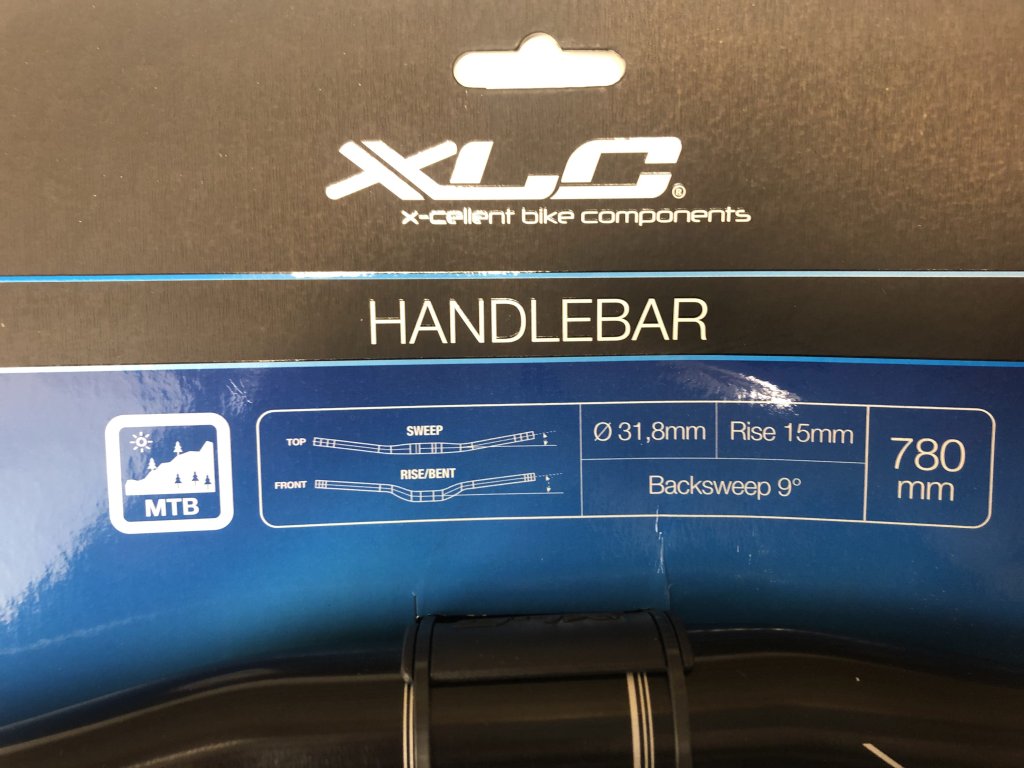 XLC®
x-cellent bike components
HANDLEBAR
MTB
TOP
SWEEP
FRONT
RISE/BENT
Ø 31,8mm
Rise 15mm
Backsweep 9°
780
mm